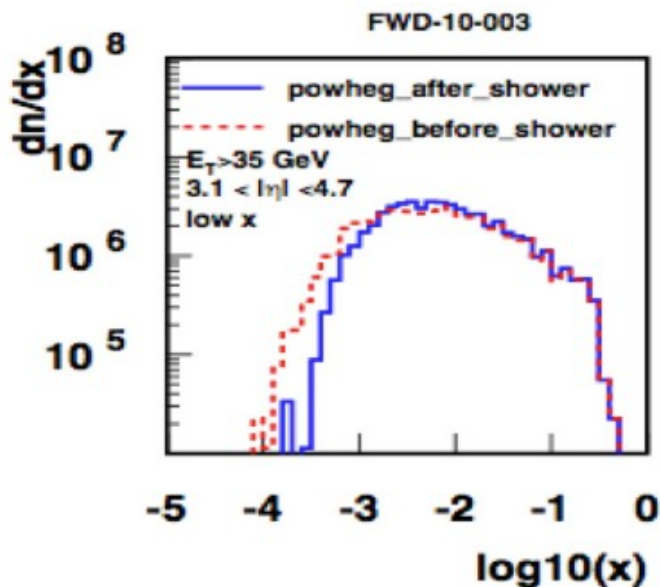 FWD-10-003
dn/dx
10^8
powheg_after_shower
powheg_before_shower
10^7
E_T>35 GeV
3.1 < |η| <4.7
low x
10^6
10^5
-5 -4 -3 -2 -1 0
log10(x)